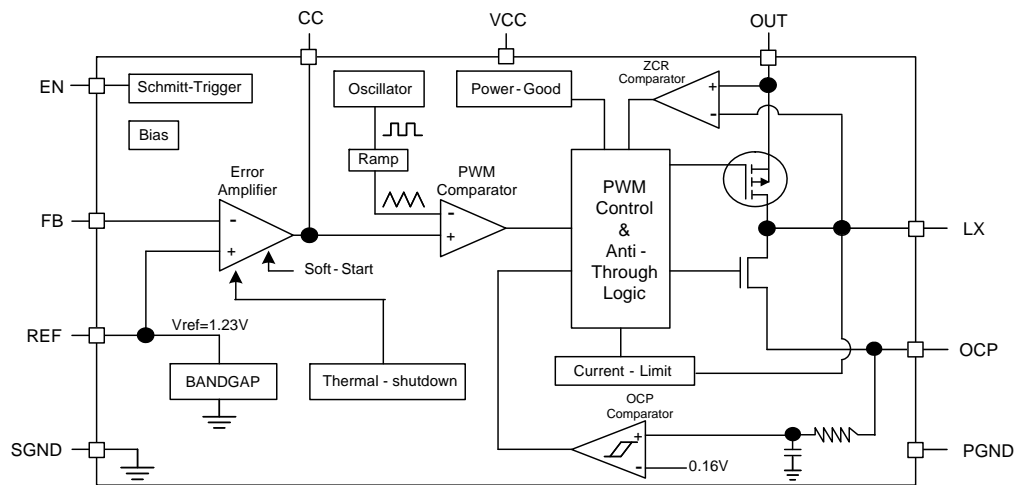 CC
VCC
OUT
EN
Schmitt-Trigger
Oscillator
Power-Good
ZCR
Comparator
+
-
Bias
Ramp
Error
Amplifier
PWM
Comparator
PWM
Control
&
Anti -
Through
Logic
FB
-
+
-
+
LX
Soft-Start
REF
Vref=1.23V
BANDGAP
Thermal - shutdown
Current - Limit
OCP
OCP
Comparator
+
-
0.16V
SGND
PGND